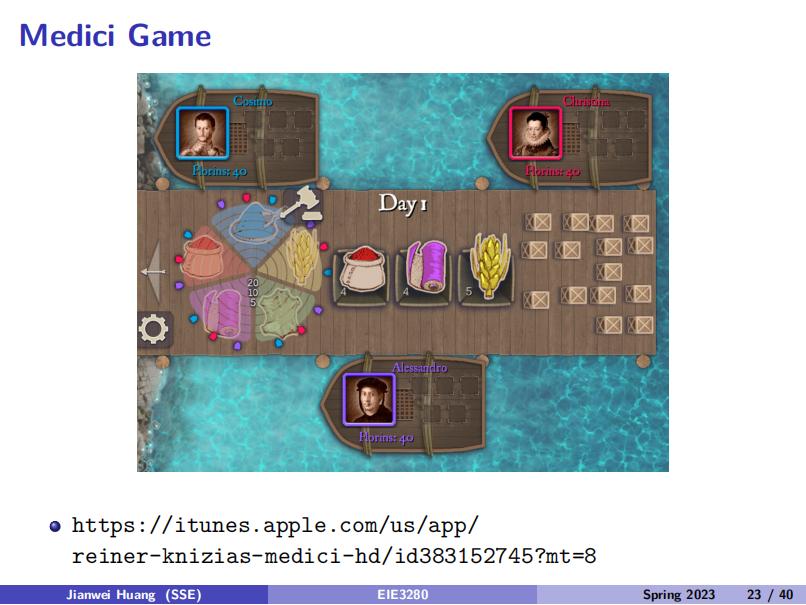 Medici Game
Cosimo
Florins: 40
Christina
Florins: 40
Day 1
20
10
5
4
4
5
Alessandro
Florins: 40
https://itunes.apple.com/us/app/
reiner-knizias-medici-hd/id383152745?mt=8
Jianwei Huang (SSE)
EIE3280
Spring 2023
23 / 40